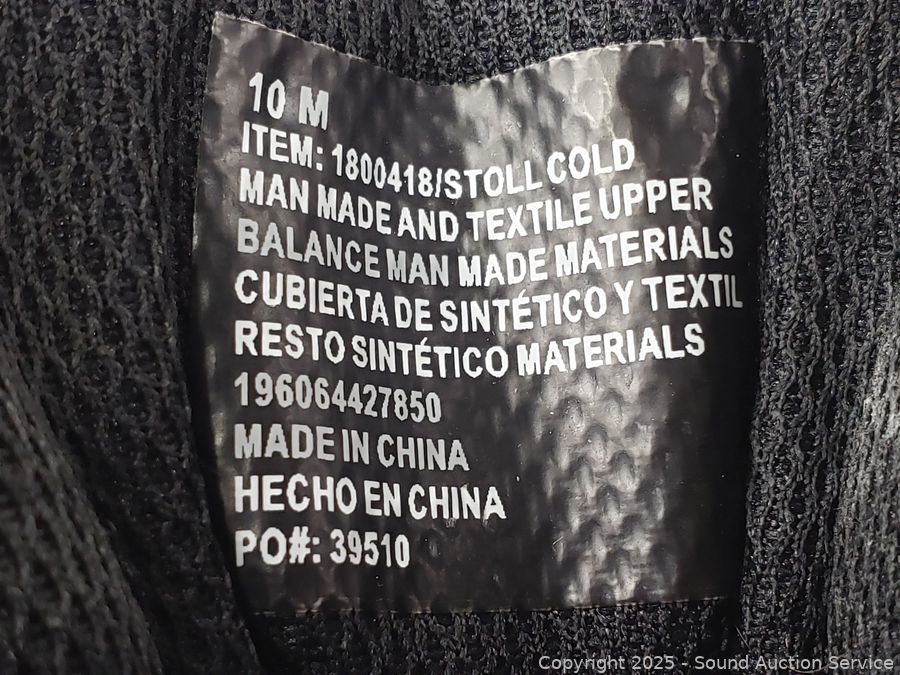 10 M
ITEM: 1800418/STOLL COLD
MAN MADE AND TEXTILE UPPER
BALANCE MAN MADE MATERIALS
CUBIERTA DE SINTÉTICO Y TEXTIL
RESTO SINTÉTICO MATERIALS
196064427850
MADE IN CHINA
HECHO EN CHINA
PO#: 39510
Copyright 2025 - Sound Auction Service